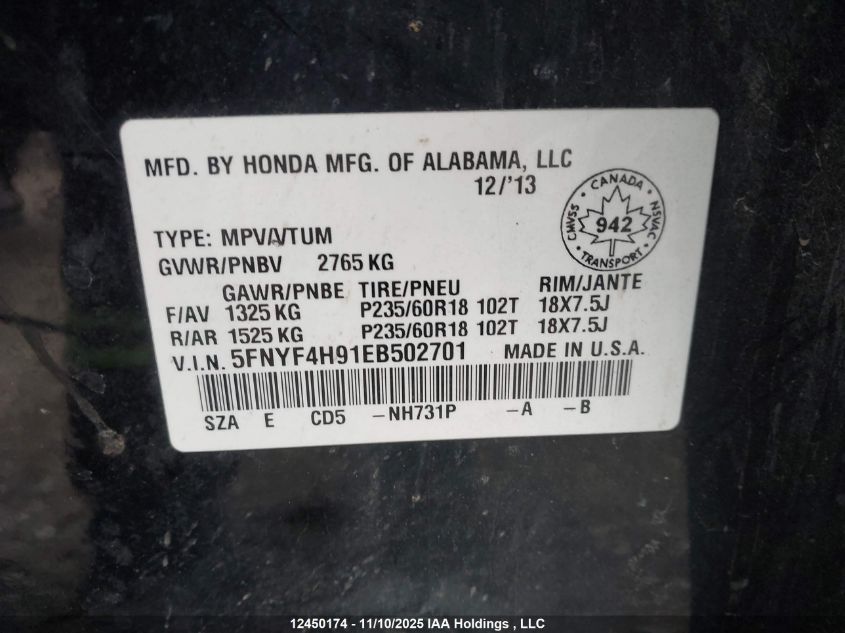 MFD. BY HONDA MFG. OF ALABAMA, LLC
12/'13
CANADA
CMVSS
942
NSVAC
TRANSPORT
TYPE: MPV/VTUM
GVWR/PNBV 2765 KG
GAWR/PNBE TIRE/PNEU RIM/JANTE
F/AV 1325 KG P235/60R18 102T 18X7.5J
R/AR 1525 KG P235/60R18 102T 18X7.5J
V.I.N. 5FNYF4H91EB502701 MADE IN U.S.A.
SZA E CD5 -NH731P -A -B
12450174 - 11/10/2025 IAA Holdings , LLC